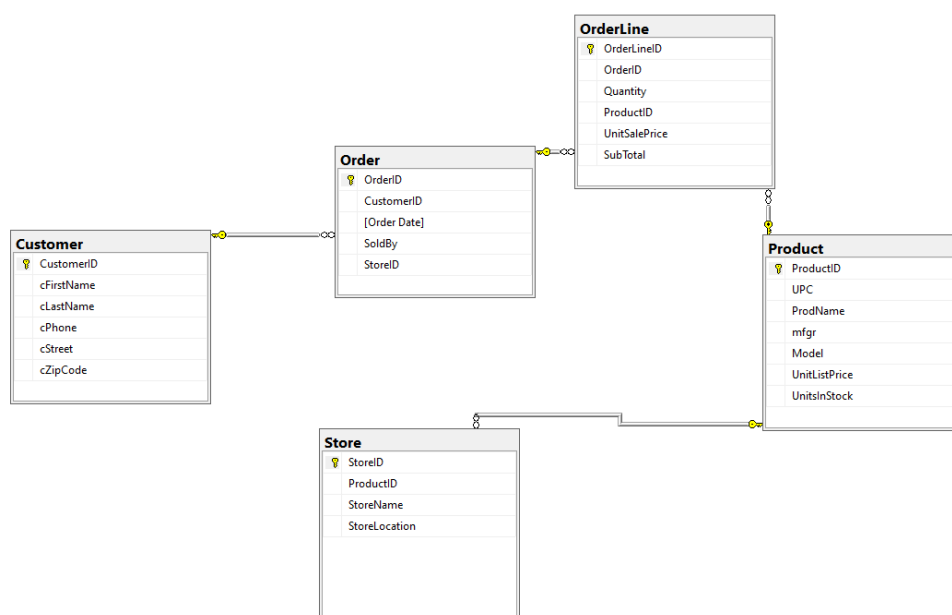 OrderLine
OrderLineID
OrderID
Quantity
ProductID
UnitSalePrice
SubTotal
Order
OrderID
CustomerID
[Order Date]
SoldBy
StoreID
Customer
CustomerID
cFirstName
cLastName
cPhone
cStreet
cZipCode
Product
ProductID
UPC
ProdName
mfgr
Model
UnitListPrice
UnitsInStock
Store
StoreID
ProductID
StoreName
StoreLocation